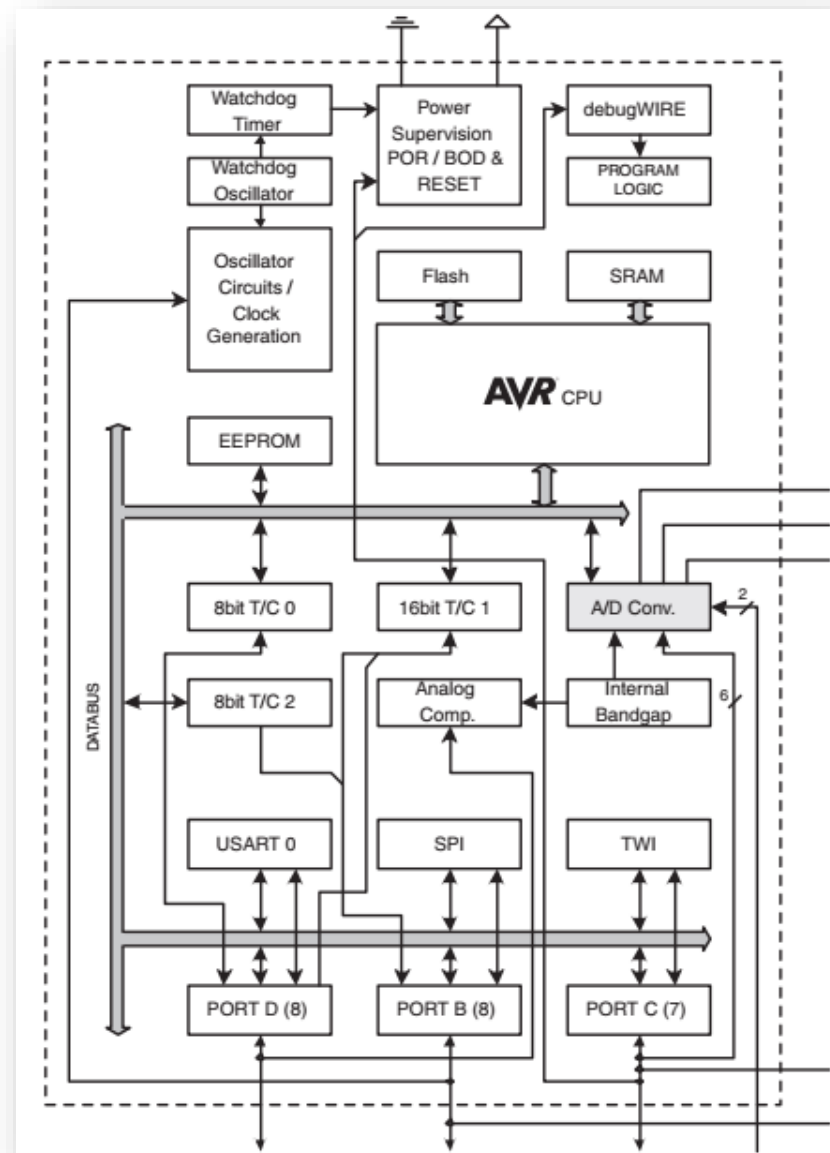 Watchdog
Timer
Power
Supervision
POR / BOD &
RESET
debugWIRE
Watchdog
Oscillator
PROGRAM
LOGIC
Oscillator
Circuits /
Clock
Generation
Flash
SRAM
AVR CPU
EEPROM
8bit T/C 0
16bit T/C 1
A/D Conv.
2
8bit T/C 2
Analog
Comp.
Internal
Bandgap
6
DATABUS
USART 0
SPI
TWI
PORT D (8)
PORT B (8)
PORT C (7)